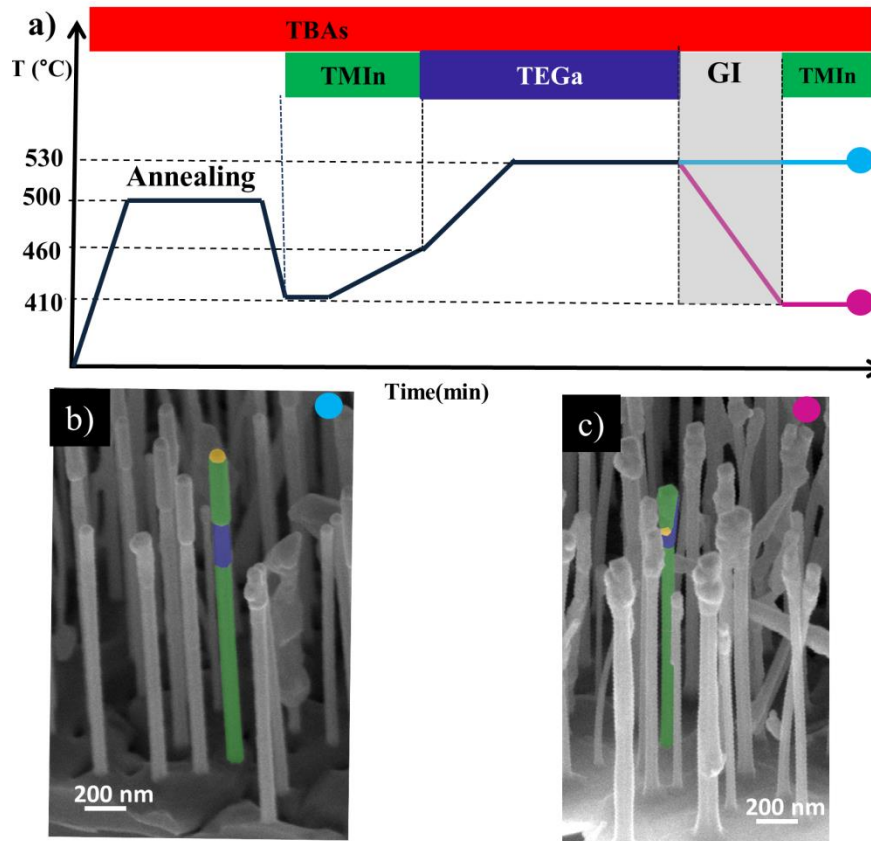 a)
TBAs
T (°C)
TMIn
TEGa
GI
TMIn
530
Annealing
500
460
410
Time(min)
b)
c)
200 nm
200 nm